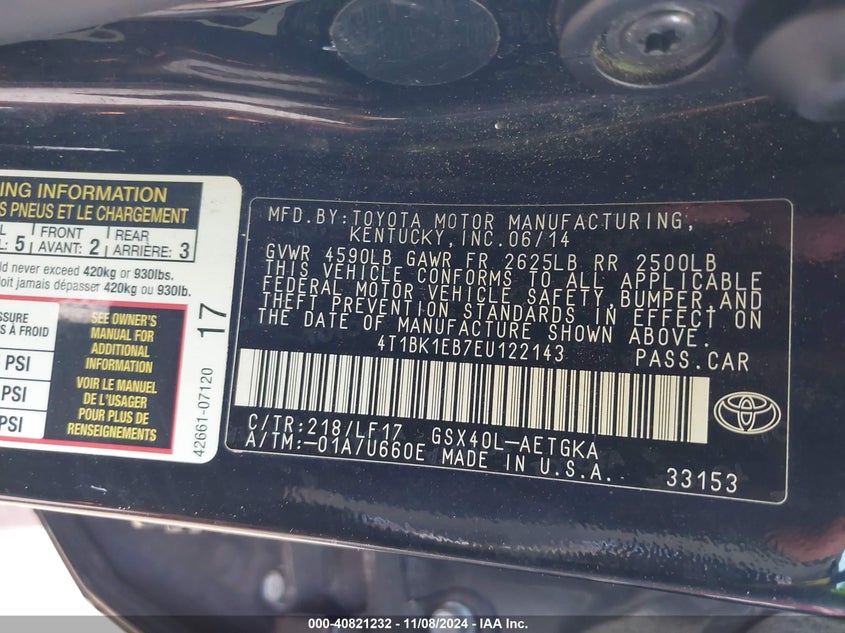 ING INFORMATION
S PNEUS ET LE CHARGEMENT
L FRONT REAR
L: 5 AVANT: 2 ARRIÈRE: 3
ld never exceed 420kg or 930lbs.
doit jamais dépasser 420kg ou 930lb.
ESSURE
S À FROID
PSI
PSI
SEE OWNER'S
MANUAL FOR
ADDITIONAL
INFORMATION
VOIR LE MANUEL
DE L'USAGER
POUR PLUS DE
RENSEIGNEMENTS
17
42661-07120
MFD.BY:TOYOTA MOTOR MANUFACTURING,
KENTUCKY, INC.06/14
GVWR 4590LB GAWR FR 2625LB RR 2500LB
THIS VEHICLE CONFORMS TO ALL APPLICABLE
FEDERAL MOTOR VEHICLE SAFETY,BUMPER,AND
THEFT PREVENTION STANDARDS IN EFFECT ON
THE DATE OF MANUFACTURE SHOWN ABOVE.
4T1BK1EB7EU122143 PASS.CAR
C/TR:218/LF17 GSX40L-AETGKA
A/TM:-01A/U660E MADE IN U.S.A.
33153
14
000-40821232 - 11/08/2024 - IAA Inc.